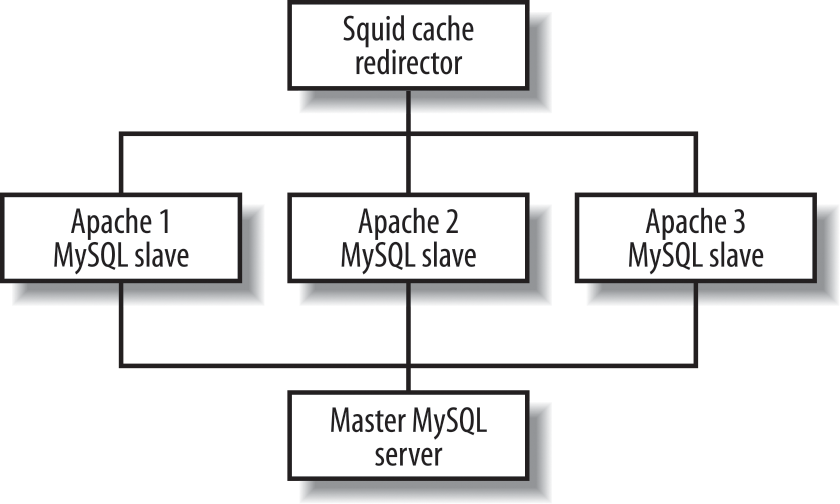 Squid cache
redirector
Apache 1
MySQL slave
Apache 2
MySQL slave
Apache 3
MySQL slave
Master MySQL
server